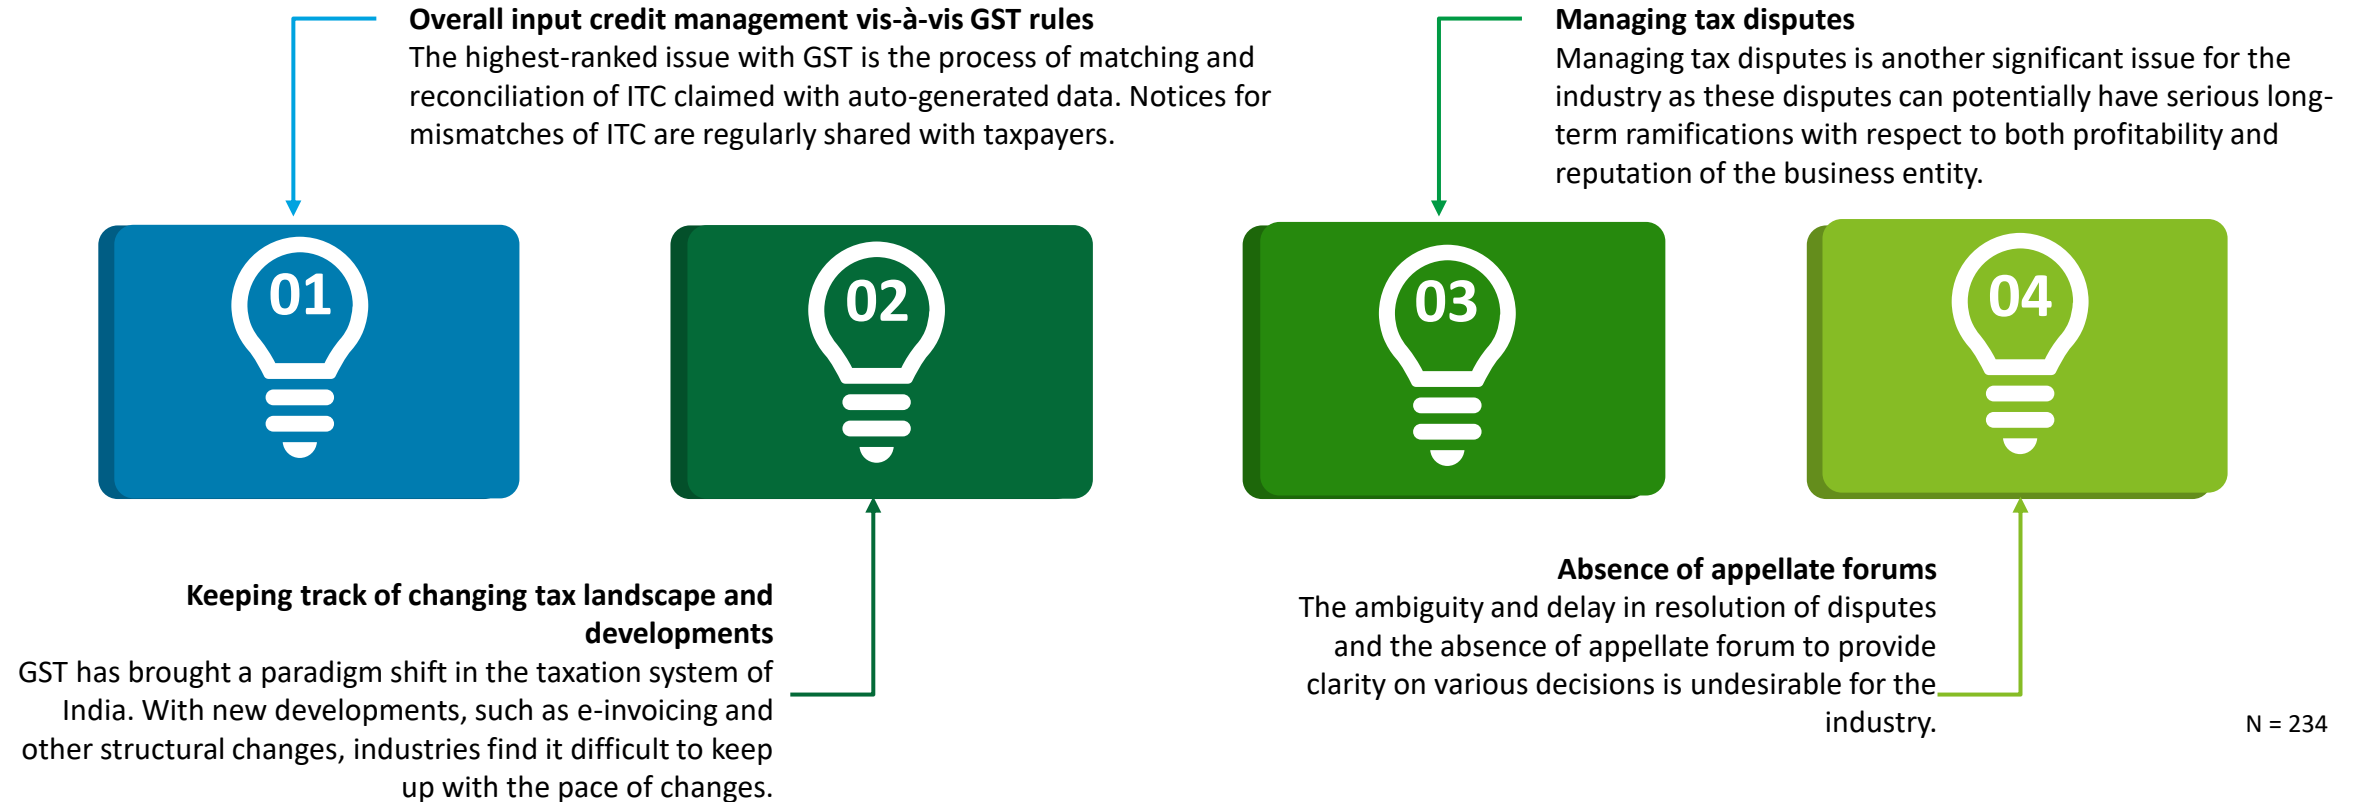 Overall input credit management vis-à-vis GST rules
The highest-ranked issue with GST is the process of matching and
reconciliation of ITC claimed with auto-generated data. Notices for
mismatches of ITC are regularly shared with taxpayers.
Managing tax disputes
Managing tax disputes is another significant issue for the
industry as these disputes can potentially have serious long-
term ramifications with respect to both profitability and
reputation of the business entity.
01
02
03
04
Keeping track of changing tax landscape and
developments
GST has brought a paradigm shift in the taxation system of
India. With new developments, such as e-invoicing and
other structural changes, industries find it difficult to keep
up with the pace of changes.
Absence of appellate forums
The ambiguity and delay in resolution of disputes
and the absence of appellate forum to provide
clarity on various decisions is undesirable for the
industry.
N = 234